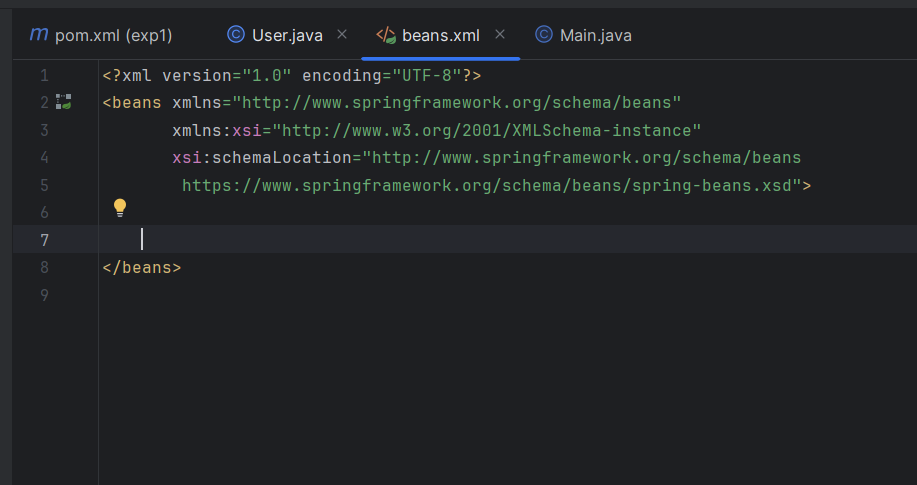 m pom.xml (exp1) C User.java × </> beans.xml × C Main.java
1 <?xml version="1.0" encoding="UTF-8"?>
2 <beans xmlns="http://www.springframework.org/schema/beans"
3 xmlns:xsi="http://www.w3.org/2001/XMLSchema-instance"
4 xsi:schemaLocation="http://www.springframework.org/schema/beans
5 https://www.springframework.org/schema/beans/spring-beans.xsd">
6
7
8 </beans>
9